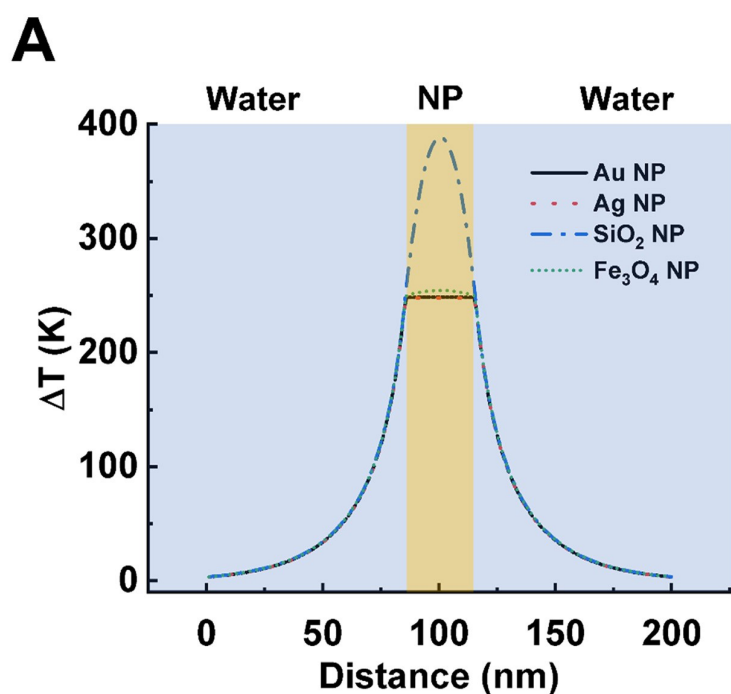 A
Water NP Water
400
300
200
100
0
ΔT (K)
Au NP
Ag NP
SiO₂ NP
Fe₃O₄ NP
0 50 100 150 200
Distance (nm)